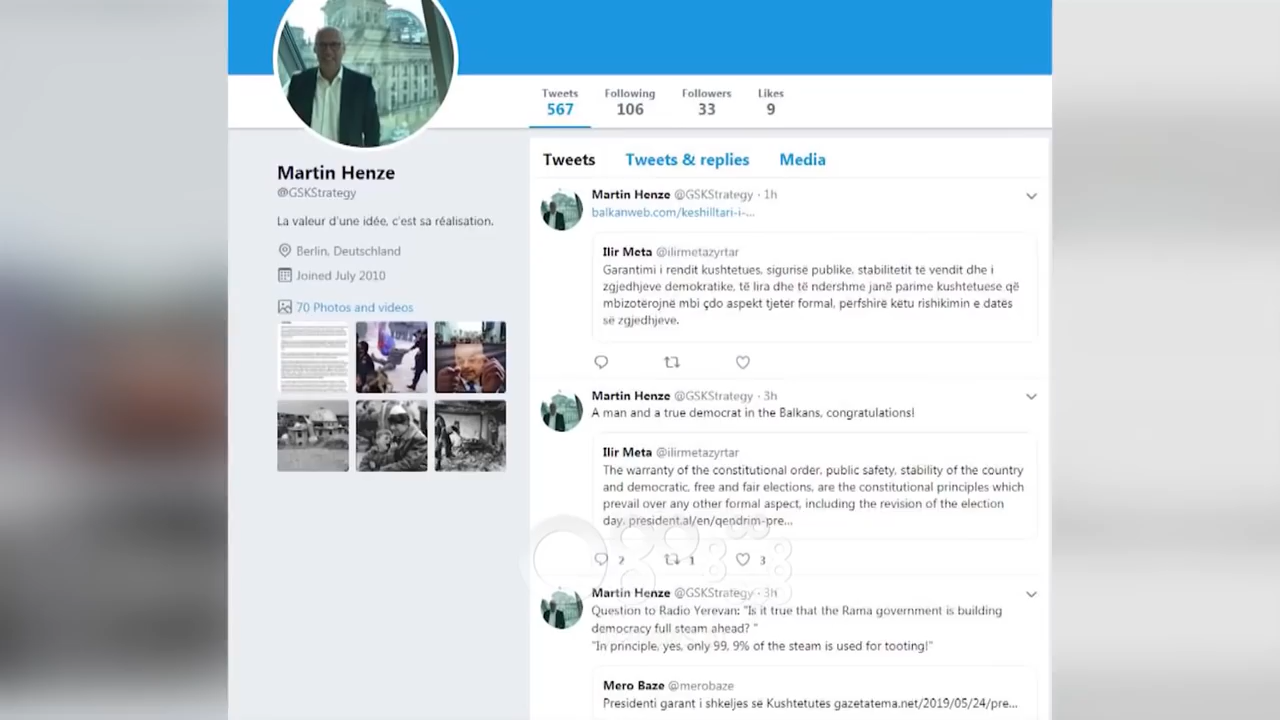 Tweets Following Followers Likes
567 106 33 9
Martin Henze
@GSKStrategy
La valeur d'une idée, c'est sa réalisation.
Berlin, Deutschland
Joined July 2010
70 Photos and videos
Tweets Tweets & replies Media
Martin Henze @GSKStrategy · 1h
balkanweb.com/keshilltari-i-...
Ilir Meta @ilirmetazyrtar
Garantimi i rendit kushtetues, sigurise publike, stabilitetit te vendit dhe i
zgjedhjeve demokratike, të lira dhe të ndershme janë parime kushtetuese që
mbizotërojnë mbi çdo aspekt tjeter formal, perfshire ketu rishikimin e dates
së zgjedhjeve.
Martin Henze @GSKStrategy · 3h
A man and a true democrat in the Balkans, congratulations!
Ilir Meta @ilirmetazyrtar
The warranty of the constitutional order, public safety, stability of the country
and democratic, free and fair elections, are the constitutional principles which
prevail over any other formal aspect, including the revision of the election
day. president.al/en/qendrim-pre...
2 1 3
Martin Henze @GSKStrategy · 3h
Question to Radio Yerevan: "Is it true that the Rama government is building
democracy full steam ahead? "
"In principle, yes, only 99, 9% of the steam is used for tooting!"
Mero Baze @merobaze
Presidenti garant i shkeljes së Kushtetutës gazetatema.net/2019/05/24/pre...